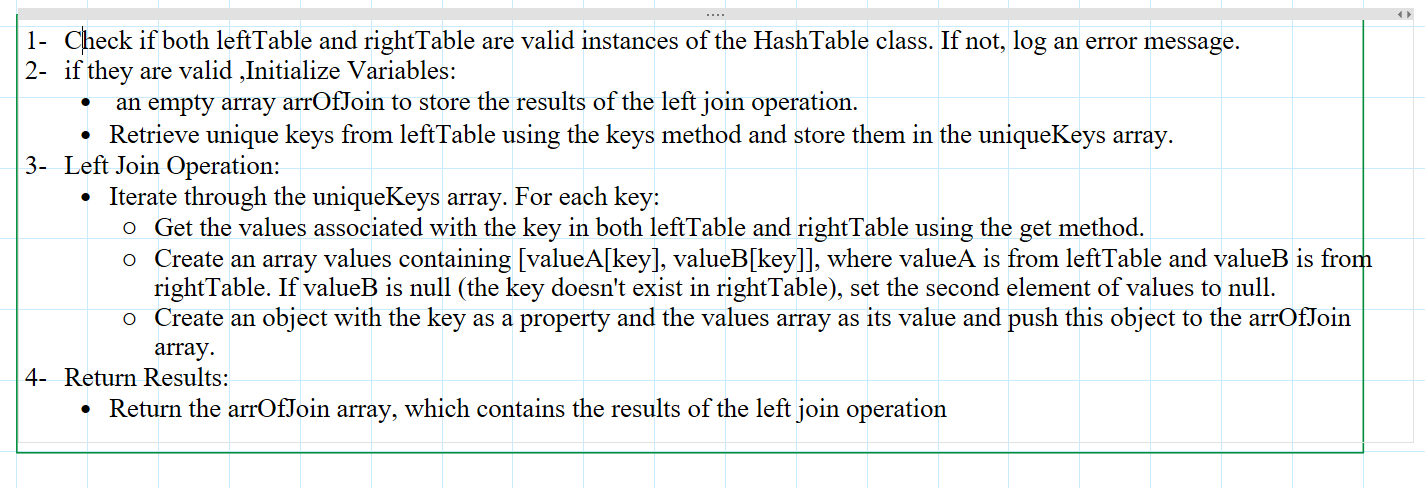 1- Check if both leftTable and rightTable are valid instances of the HashTable class. If not, log an error message.
2- if they are valid ,Initialize Variables:
• an empty array arrOfJoin to store the results of the left join operation.
• Retrieve unique keys from leftTable using the keys method and store them in the uniqueKeys array.
3- Left Join Operation:
• Iterate through the uniqueKeys array. For each key:
○ Get the values associated with the key in both leftTable and rightTable using the get method.
○ Create an array values containing [valueA[key], valueB[key]], where valueA is from leftTable and valueB is from
rightTable. If valueB is null (the key doesn't exist in rightTable), set the second element of values to null.
○ Create an object with the key as a property and the values array as its value and push this object to the arrOfJoin
array.
4- Return Results:
• Return the arrOfJoin array, which contains the results of the left join operation